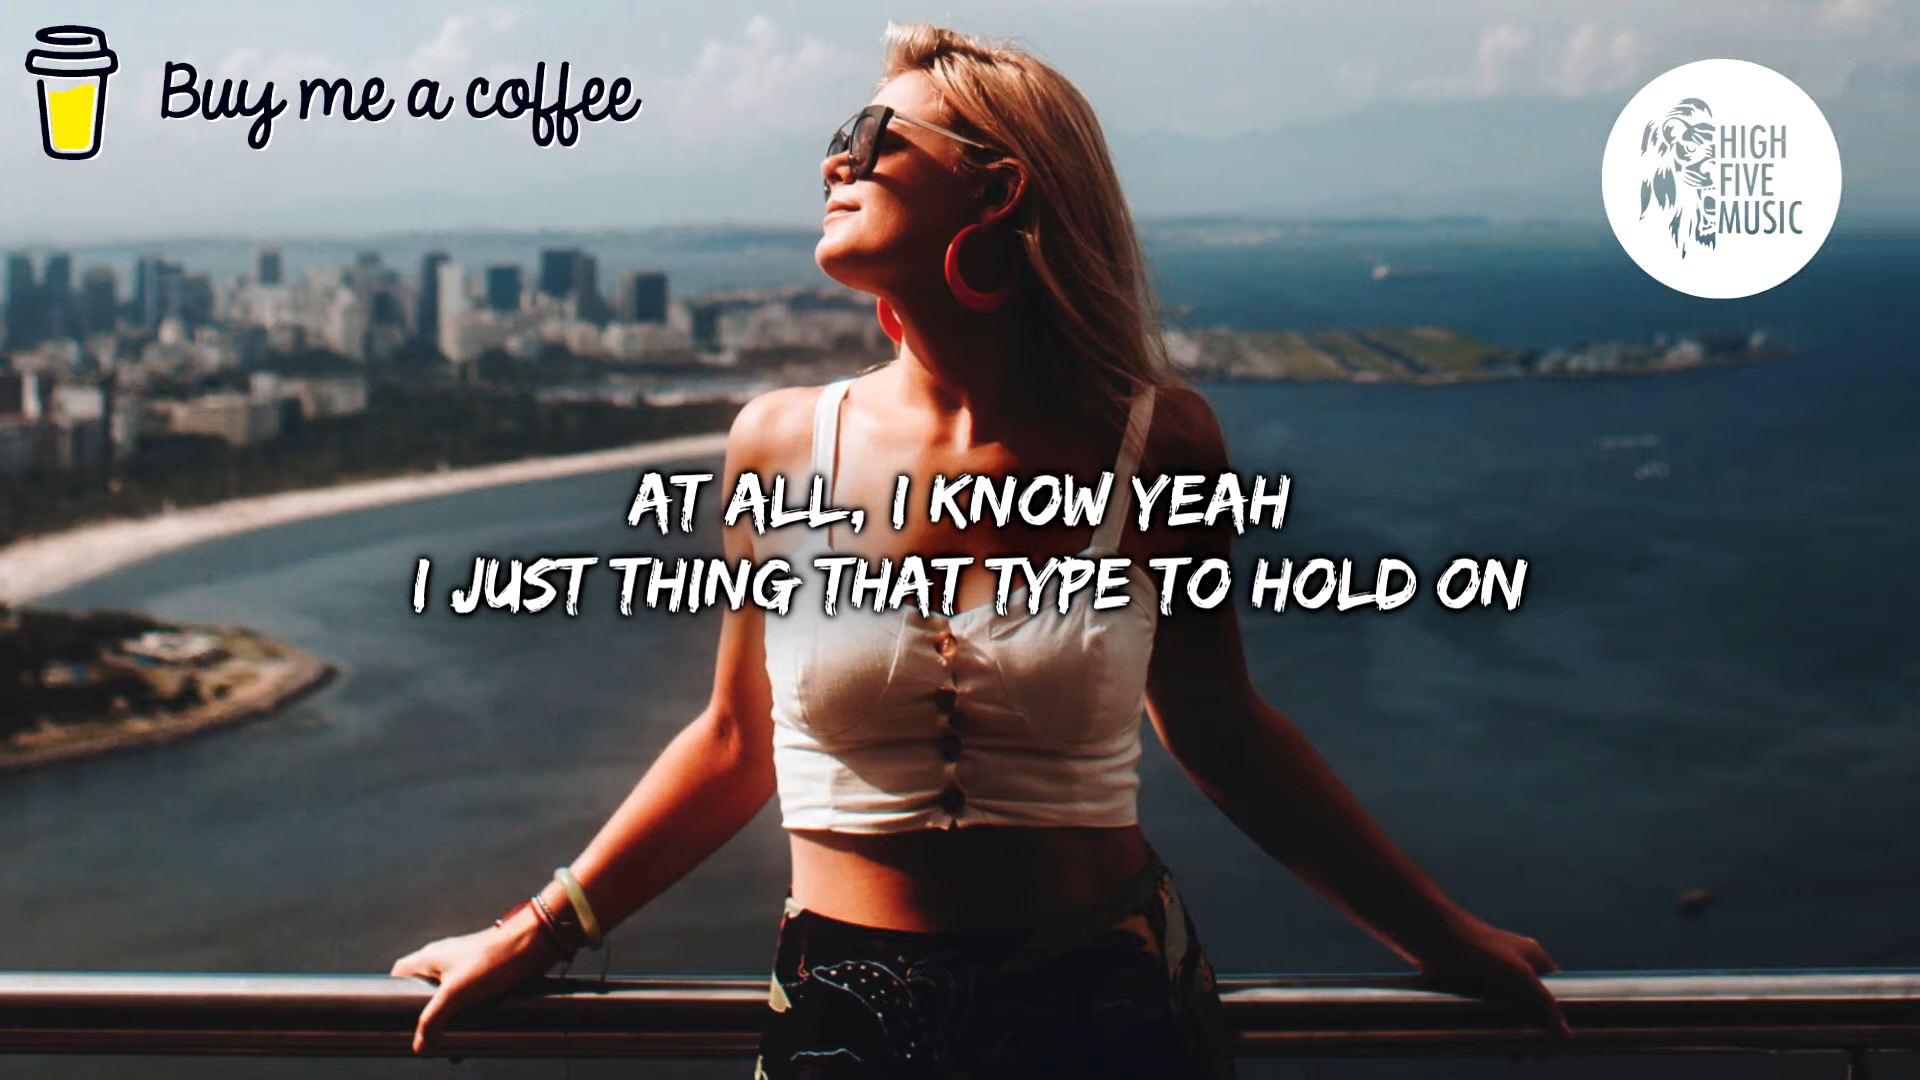 Buy me a coffee
HIGH
FIVE
MUSIC
AT ALL, I KNOW YEAH
I JUST THING THAT TYPE TO HOLD ON